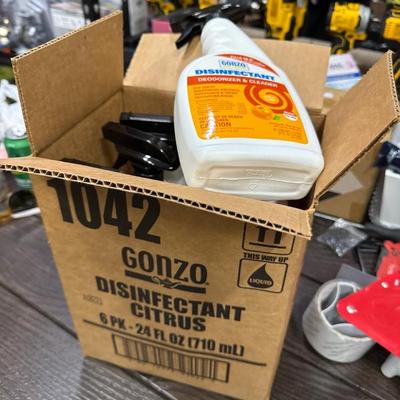 GONZO
DISINFECTANT
DEODORIZER & CLEANER
CAUTION
1042
THIS WAY UP
GONZO
LIQUID
DISINFECTANT
CITRUS
6 PK - 24 FL OZ (710 mL)